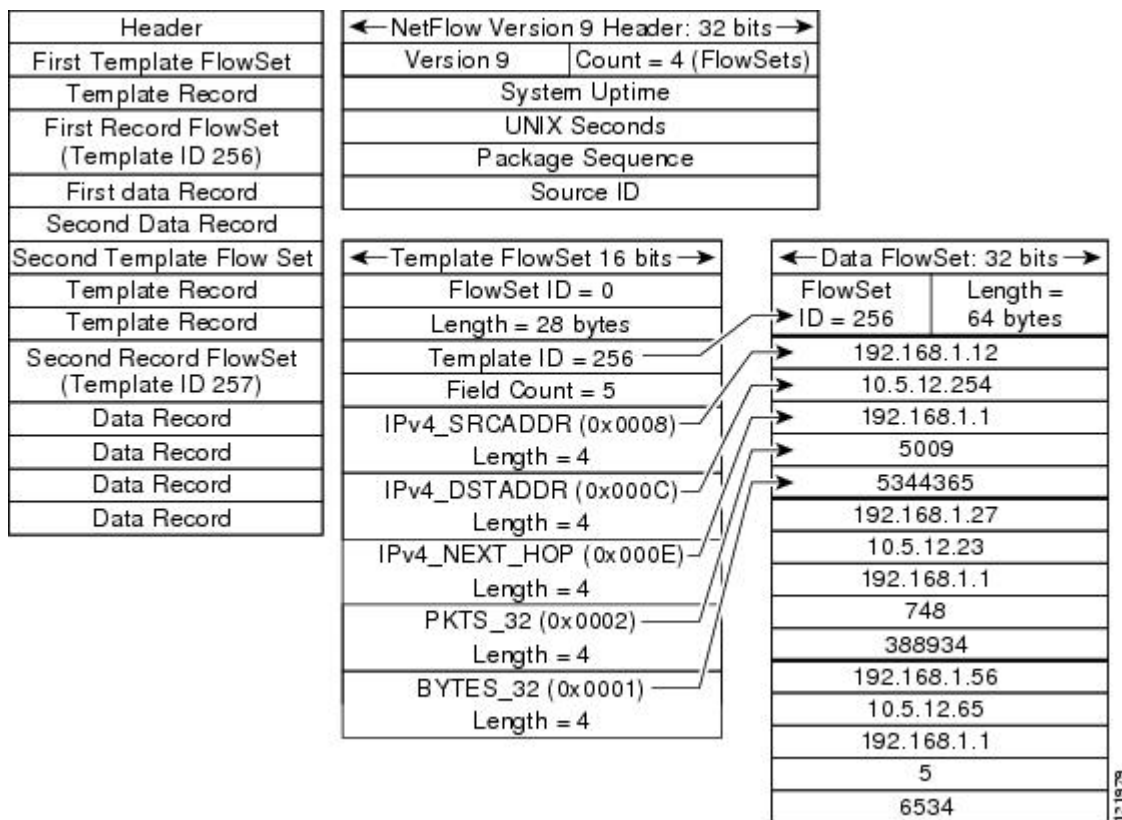 Header
First Template FlowSet
Template Record
First Record FlowSet
(Template ID 256)
First data Record
Second Data Record
Second Template Flow Set
Template Record
Template Record
Second Record FlowSet
(Template ID 257)
Data Record
Data Record
Data Record
Data Record
NetFlow Version 9 Header: 32 bits
Version 9
Count = 4 (FlowSets)
System Uptime
UNIX Seconds
Package Sequence
Source ID
Template FlowSet 16 bits
FlowSet ID = 0
Length = 28 bytes
Template ID = 256
Field Count = 5
IPv4_SRCADDR (0x0008)
Length = 4
IPv4_DSTADDR (0x000C)
Length = 4
IPv4_NEXT_HOP (0x000E)
Length = 4
PKTS_32 (0x0002)
Length = 4
BYTES_32 (0x0001)
Length = 4
Data FlowSet: 32 bits
FlowSet
ID = 256
Length =
64 bytes
192.168.1.12
10.5.12.254
192.168.1.1
5009
5344365
192.168.1.27
10.5.12.23
192.168.1.1
748
388934
192.168.1.56
10.5.12.65
192.168.1.1
5
6534